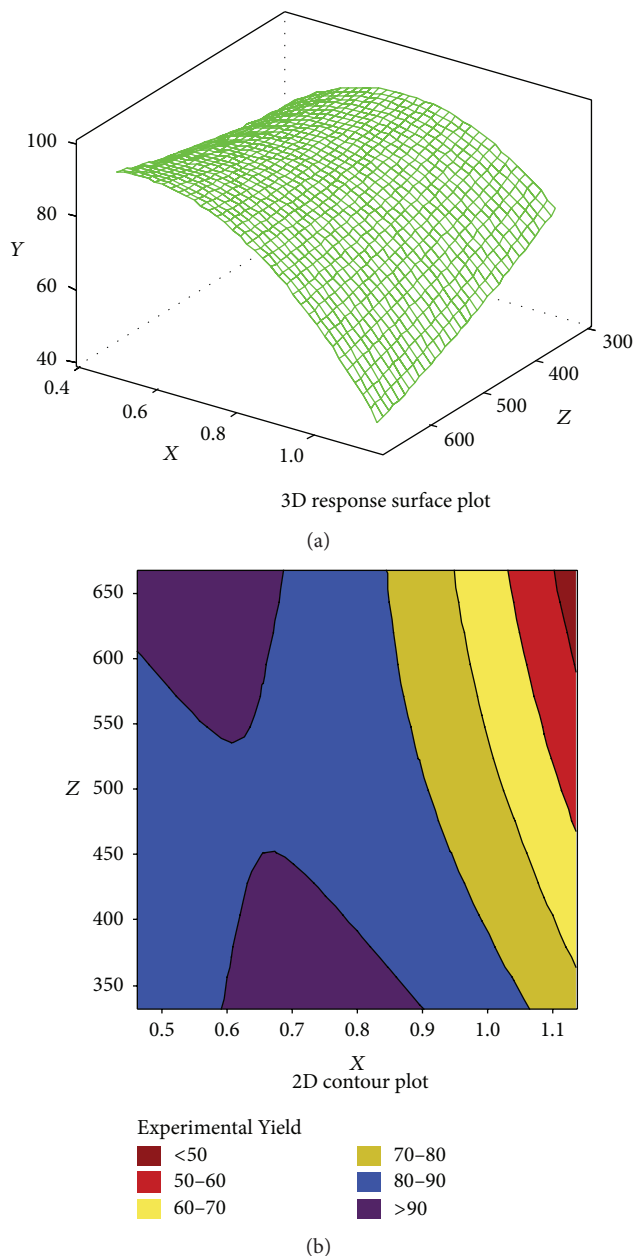 100
80
Y
60
40
0.4
0.6
0.8
1.0
X
300
400
500
600
Z
3D response surface plot
(a)
650
600
550
Z 500
450
400
350
0.5 0.6 0.7 0.8 0.9 1.0 1.1
X
2D contour plot
Experimental Yield
<50 70–80
50–60 80–90
60–70 >90
(b)